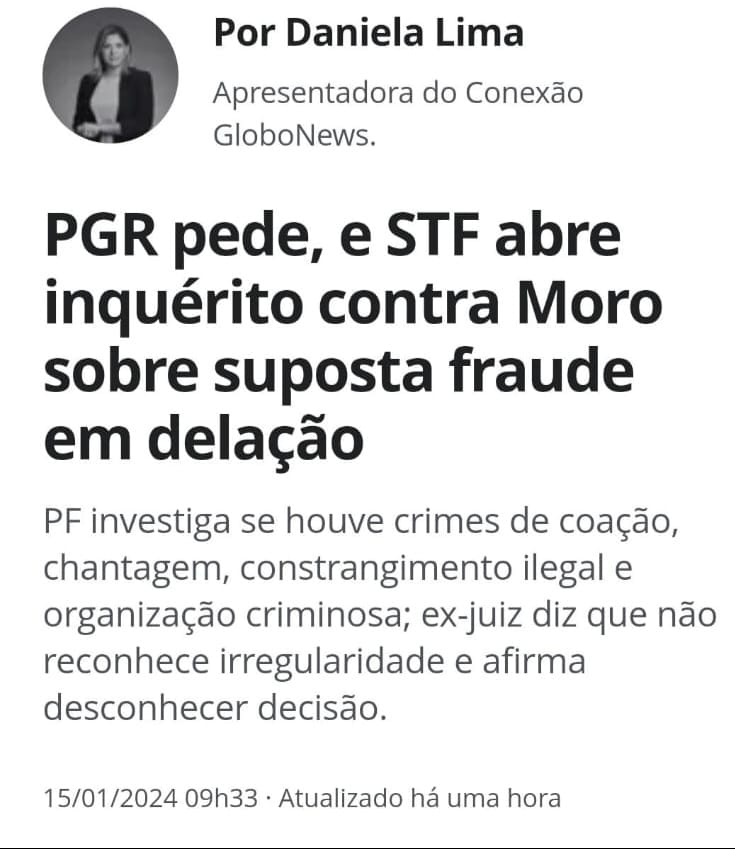 Por Daniela Lima
Apresentadora do Conexão
GloboNews.
PGR pede, e STF abre
inquérito contra Moro
sobre suposta fraude
em delação
PF investiga se houve crimes de coação,
chantagem, constrangimento ilegal e
organização criminosa; ex-juiz diz que não
reconhece irregularidade e afirma
desconhecer decisão.
15/01/2024 09h33 · Atualizado há uma hora